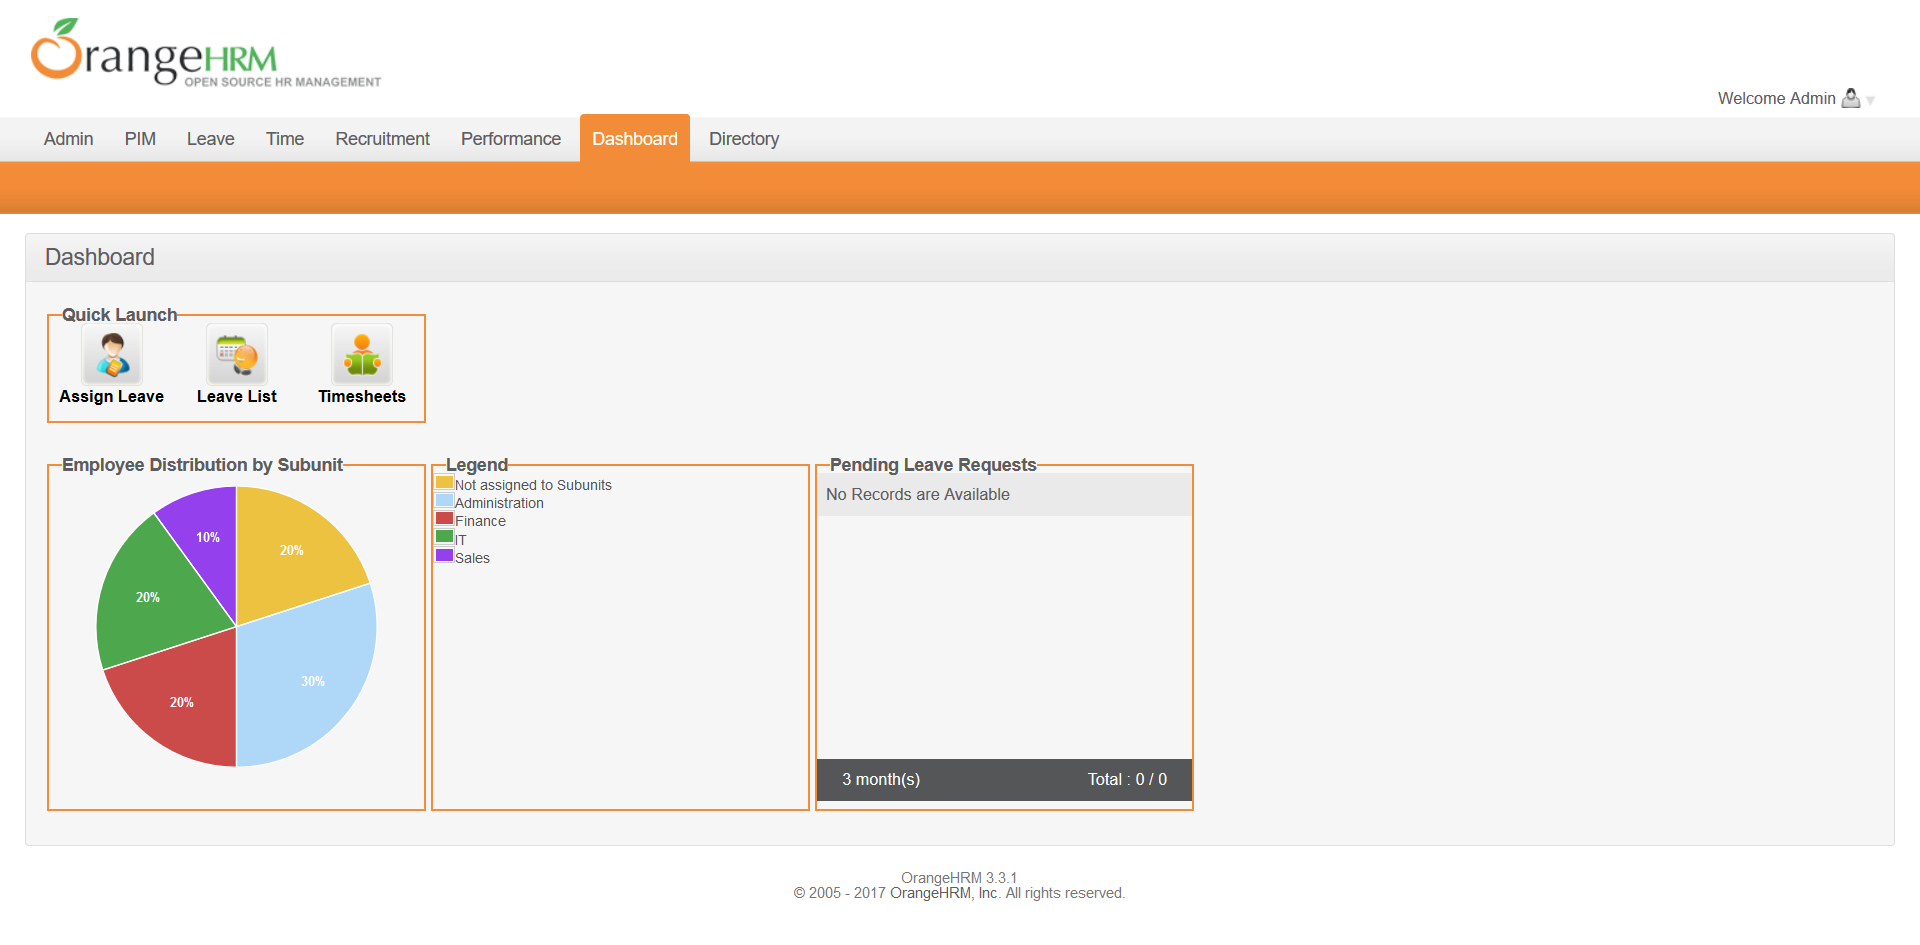 OrangeHRM
OPEN SOURCE HR MANAGEMENT
Welcome Admin
Admin PIM Leave Time Recruitment Performance Dashboard Directory
Dashboard
Quick Launch
Assign Leave Leave List Timesheets
Employee Distribution by Subunit
10%
20%
20%
30%
20%
Legend
Not assigned to Subunits
Administration
Finance
IT
Sales
Pending Leave Requests
No Records are Available
3 month(s) Total : 0 / 0
OrangeHRM 3.3.1
© 2005 - 2017 OrangeHRM, Inc. All rights reserved.